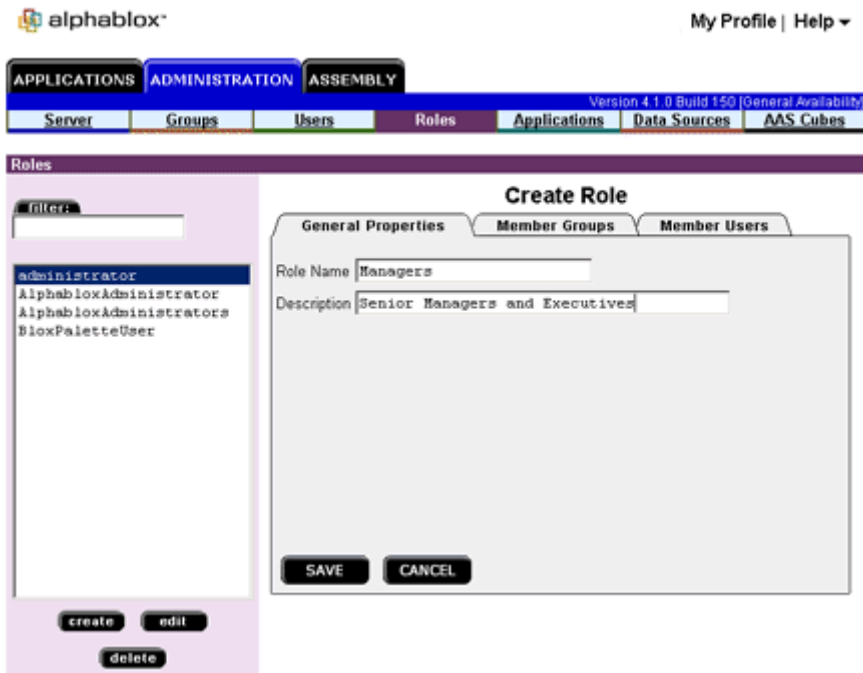 alphablox
My Profile | Help
APPLICATIONS ADMINISTRATION ASSEMBLY
Version 4.1.0 Build 150 [General Availability]
Server Groups Users Roles Applications Data Sources AAS Cubes
Roles
Create Role
filter:
General Properties Member Groups Member Users
administrator
AlphabloxAdministrator
AlphabloxAdministrators
BloxPaletteUser
Role Name Managers
Description Senior Managers and Executives
SAVE CANCEL
create edit
delete